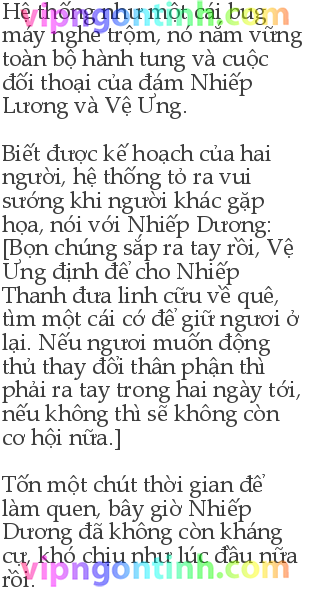 Hệ thống như một cái bug
máy nghe trộm, nó nắm vững
toàn bộ hành tung và cuộc
đối thoại của đám Nhiếp
Lương và Vệ Ưng.
Biết được kế hoạch của hai
người, hệ thống tỏ ra vui
sướng khi người khác gặp
họa, nói với Nhiếp Dương:
[Bọn chúng sắp ra tay rồi, Vệ
Ưng định để cho Nhiếp
Thanh đưa linh cữu về quê,
tìm một cái cớ để giữ ngươi ở
lại. Nếu ngươi muốn động
thủ thay đổi thân phận thì
phải ra tay trong hai ngày tới,
nếu không thì sẽ không còn
cơ hội nữa.]
Tốn một chút thời gian để
làm quen, bây giờ Nhiếp
Dương đã không còn kháng
cự, khó chịu như lúc đầu nữa
rồi.
vipngontinh.com
vipngontinh.com